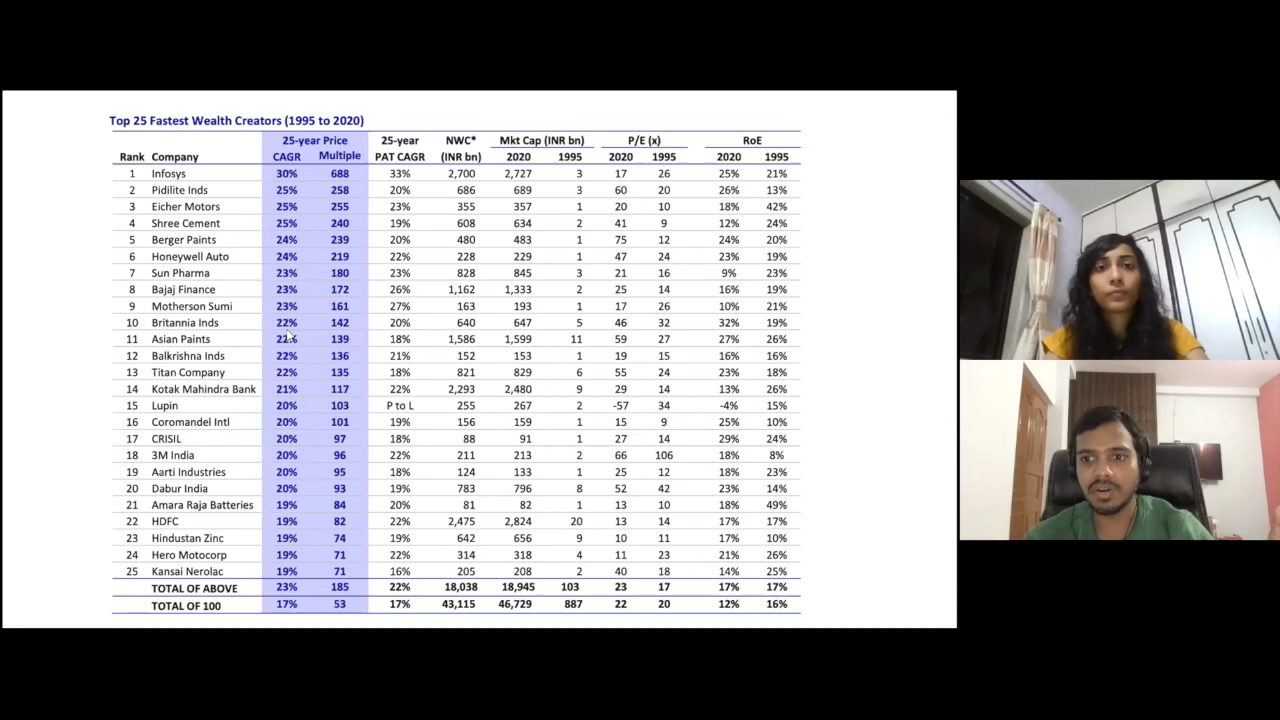 Top 25 Fastest Wealth Creators (1995 to 2020)
25-year Price 25-year NWC* Mkt Cap (INR bn) P/E (x) RoE
Rank Company CAGR Multiple PAT CAGR (INR bn) 2020 1995 2020 1995 2020 1995
1 Infosys 30% 688 33% 2,700 2,727 3 17 26 25% 21%
2 Pidilite Inds 25% 258 20% 686 689 3 60 20 26% 13%
3 Eicher Motors 25% 255 23% 355 357 1 20 10 18% 42%
4 Shree Cement 25% 240 19% 608 634 2 41 9 12% 24%
5 Berger Paints 24% 239 20% 480 483 1 75 12 24% 20%
6 Honeywell Auto 24% 219 22% 228 229 1 47 24 23% 19%
7 Sun Pharma 23% 180 23% 828 845 3 21 16 9% 23%
8 Bajaj Finance 23% 172 26% 1,162 1,333 2 25 14 16% 19%
9 Motherson Sumi 23% 161 27% 163 193 1 17 26 10% 21%
10 Britannia Inds 22% 142 20% 640 647 5 46 32 32% 19%
11 Asian Paints 22% 139 18% 1,586 1,599 11 59 27 27% 26%
12 Balkrishna Inds 22% 136 21% 152 153 1 19 15 16% 16%
13 Titan Company 22% 135 18% 821 829 6 55 24 23% 18%
14 Kotak Mahindra Bank 21% 117 22% 2,293 2,480 9 29 14 13% 26%
15 Lupin 20% 103 P to L 255 267 2 -57 34 -4% 15%
16 Coromandel Intl 20% 101 19% 156 159 1 15 9 25% 10%
17 CRISIL 20% 97 18% 88 91 1 27 14 29% 24%
18 3M India 20% 96 22% 211 213 2 66 106 18% 8%
19 Aarti Industries 20% 95 18% 124 133 1 25 12 18% 23%
20 Dabur India 20% 93 19% 783 796 8 52 42 23% 14%
21 Amara Raja Batteries 19% 84 20% 81 82 1 13 10 18% 49%
22 HDFC 19% 82 22% 2,475 2,824 20 13 14 17% 17%
23 Hindustan Zinc 19% 74 19% 642 656 9 10 11 17% 10%
24 Hero Motocorp 19% 71 22% 314 318 4 11 23 21% 26%
25 Kansai Nerolac 19% 71 16% 205 208 2 40 18 14% 25%
TOTAL OF ABOVE 23% 185 22% 18,038 18,945 103 23 17 17% 17%
TOTAL OF 100 17% 53 17% 43,115 46,729 887 22 20 12% 16%